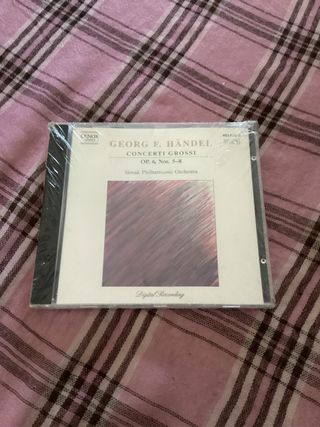 GEORG F. HÄNDEL
CONCERTI GROSSI
OP. 6, Nos. 5-8
Slovak Philharmonic Orchestra
Digital Recording